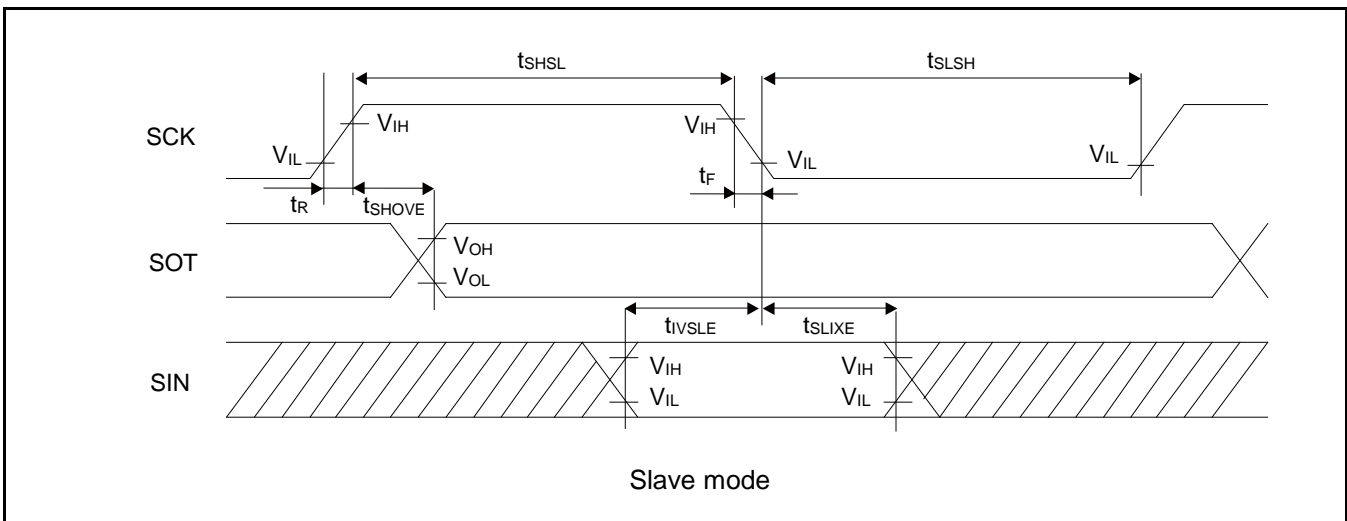 tSHSL
tSLSH
SCK
VIH
VIH
VIL
VIL
VIL
tF
tR
tSHOVE
SOT
VOH
VOL
tIVSLE
tSLIXE
SIN
VIH
VIH
VIL
VIL
Slave mode